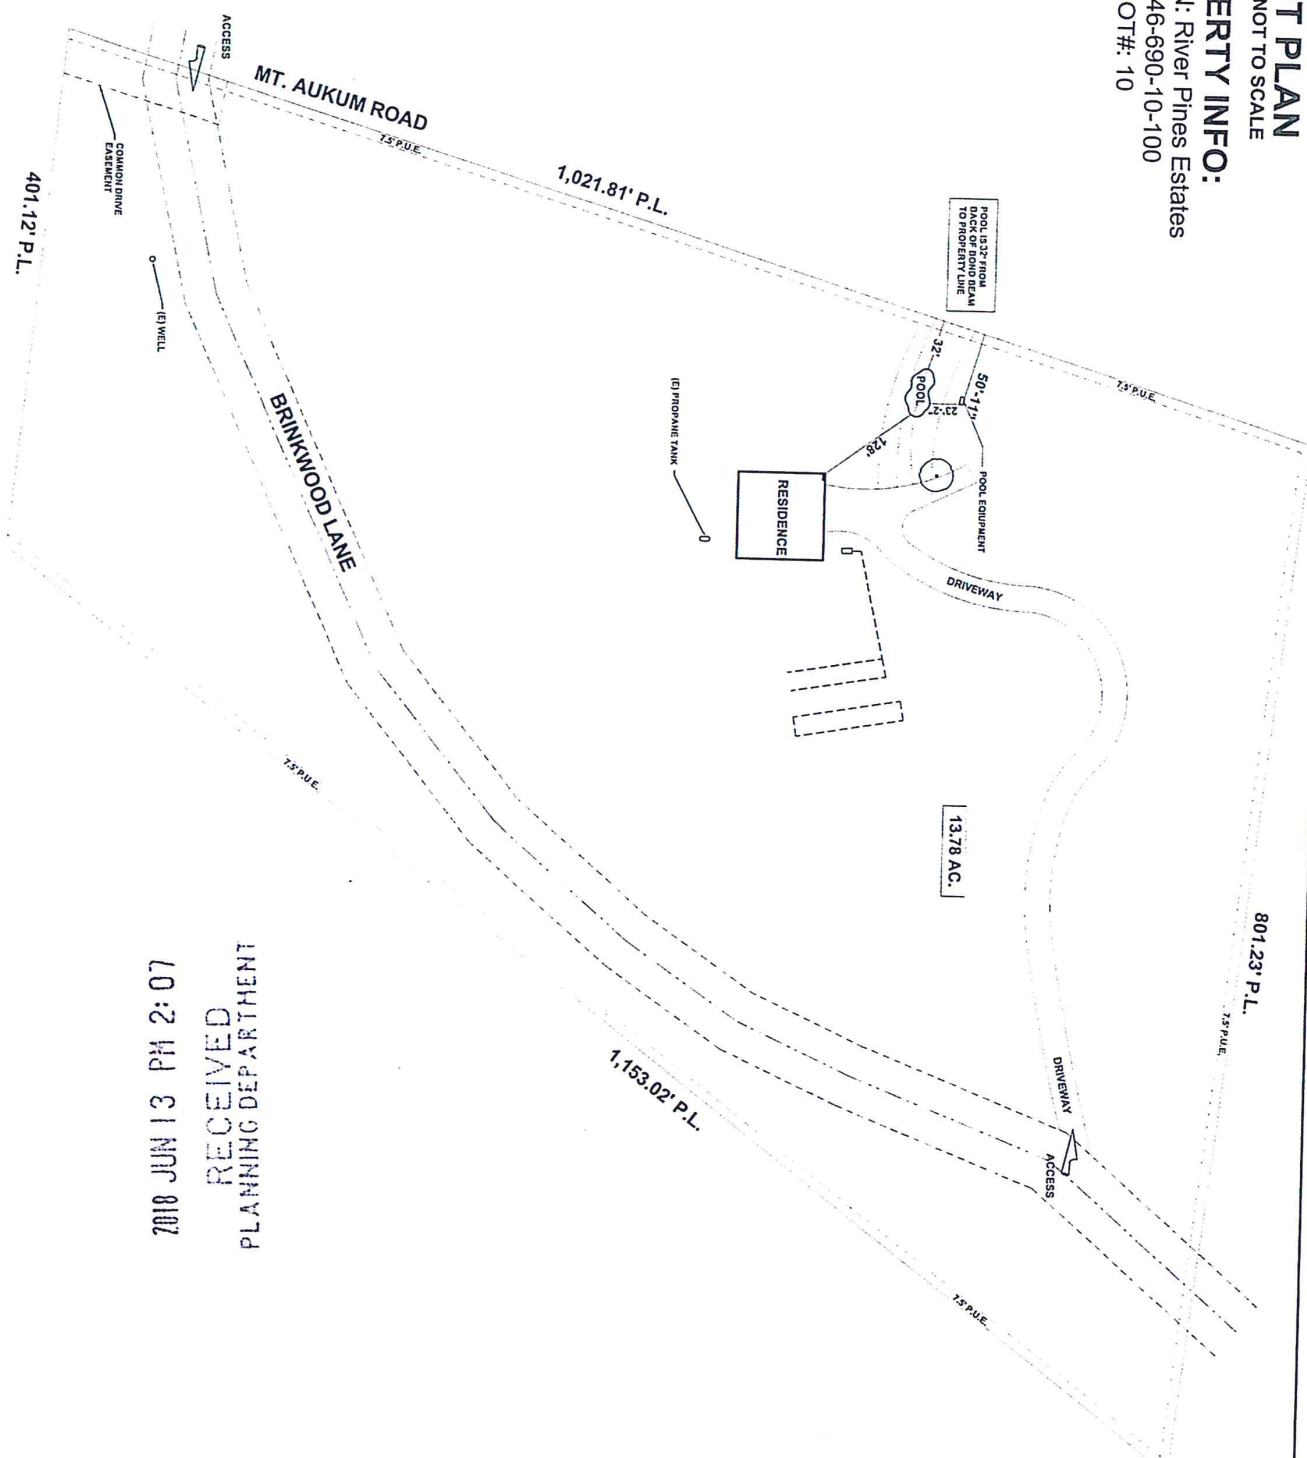 T PLAN
NOT TO SCALE
ERTY INFO:
N: River Pines Estates
46-690-10-100
OT#: 10
ACCESS
MT. AUKUM ROAD
7.5' P.U.E.
1,021.81' P.L.
POOL IS 32' FROM
BACK OF BOND BEAM
TO PROPERTY LINE
7.5' P.U.E.
COMMON DRIVE
EASEMENT
401.12' P.L.
(E) WELL
BRINKWOOD LANE
(E) PROPANE TANK
32'
POOL
50'-11"
23'-2"
128'
POOL EQIUPMENT
RESIDENCE
DRIVEWAY
13.78 AC.
801.23' P.L.
7.5' P.U.E.
DRIVEWAY
ACCESS
7.5' P.U.E.
1,153.02' P.L.
7.5' P.U.E.
2018 JUN 13 PM 2:07
RECEIVED
PLANNING DEPARTMENT